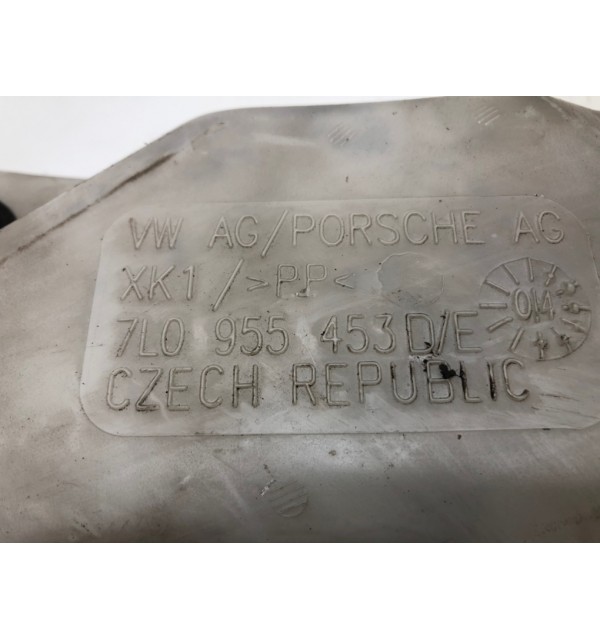 VW AG/PORSCHE AG
XK1 / >PP<
7L0 955 453 D/E
CZECH REPUBLIC